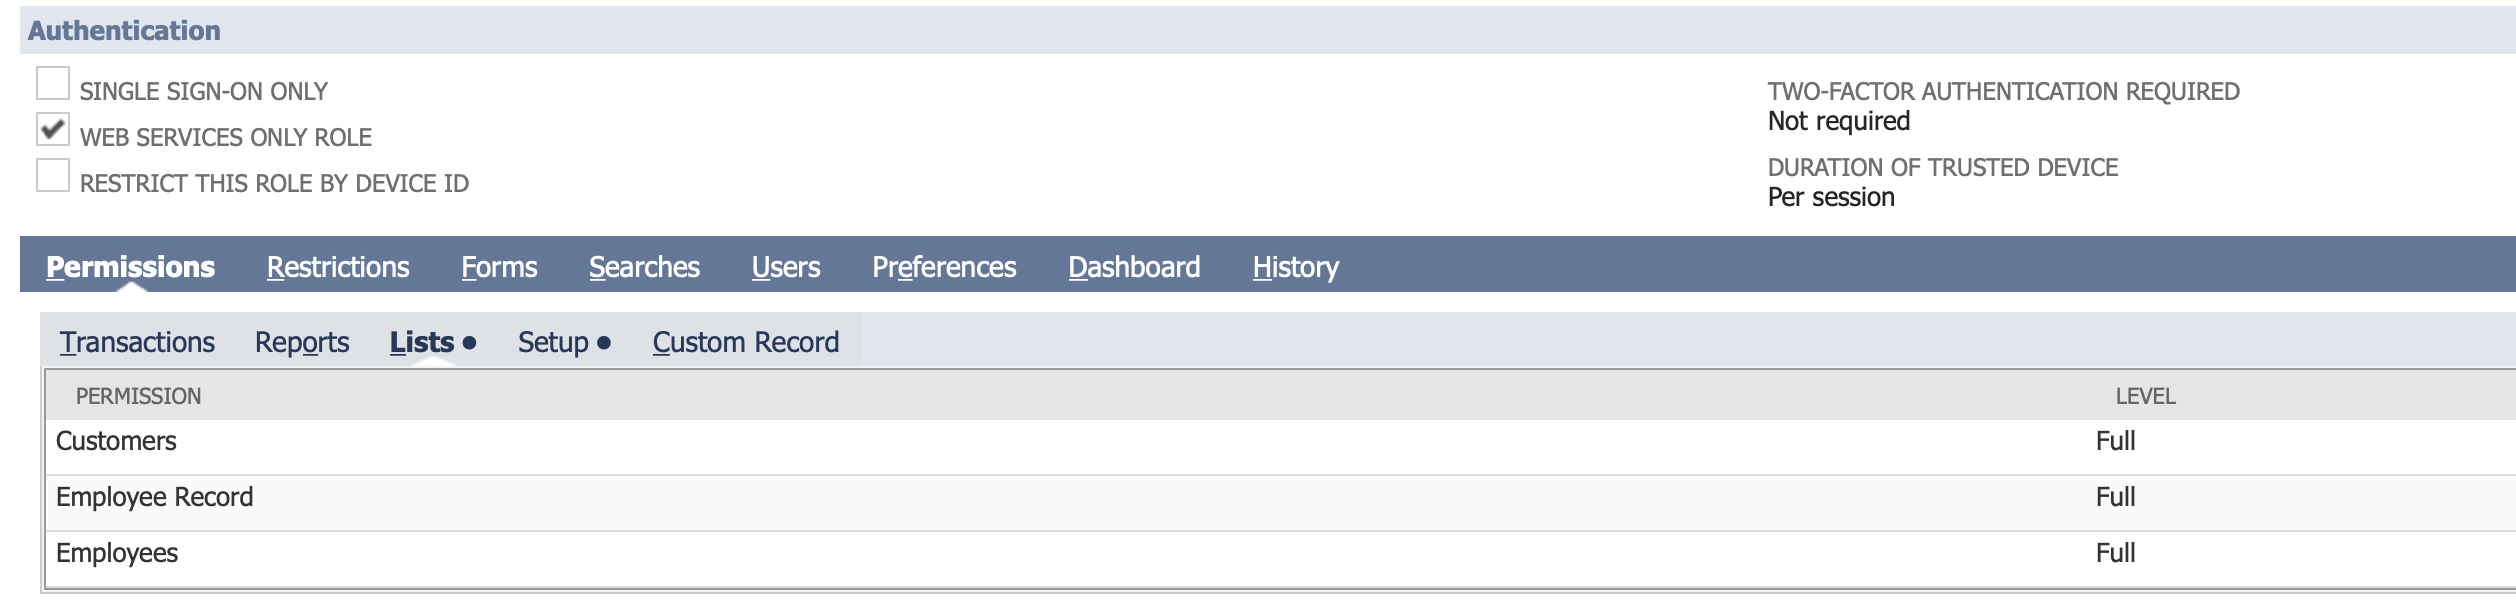 Authentication
SINGLE SIGN-ON ONLY
WEB SERVICES ONLY ROLE
RESTRICT THIS ROLE BY DEVICE ID
TWO-FACTOR AUTHENTICATION REQUIRED
Not required
DURATION OF TRUSTED DEVICE
Per session
Permissions Restrictions Forms Searches Users Preferences Dashboard History
Transactions Reports Lists • Setup • Custom Record
PERMISSION LEVEL
Customers Full
Employee Record Full
Employees Full